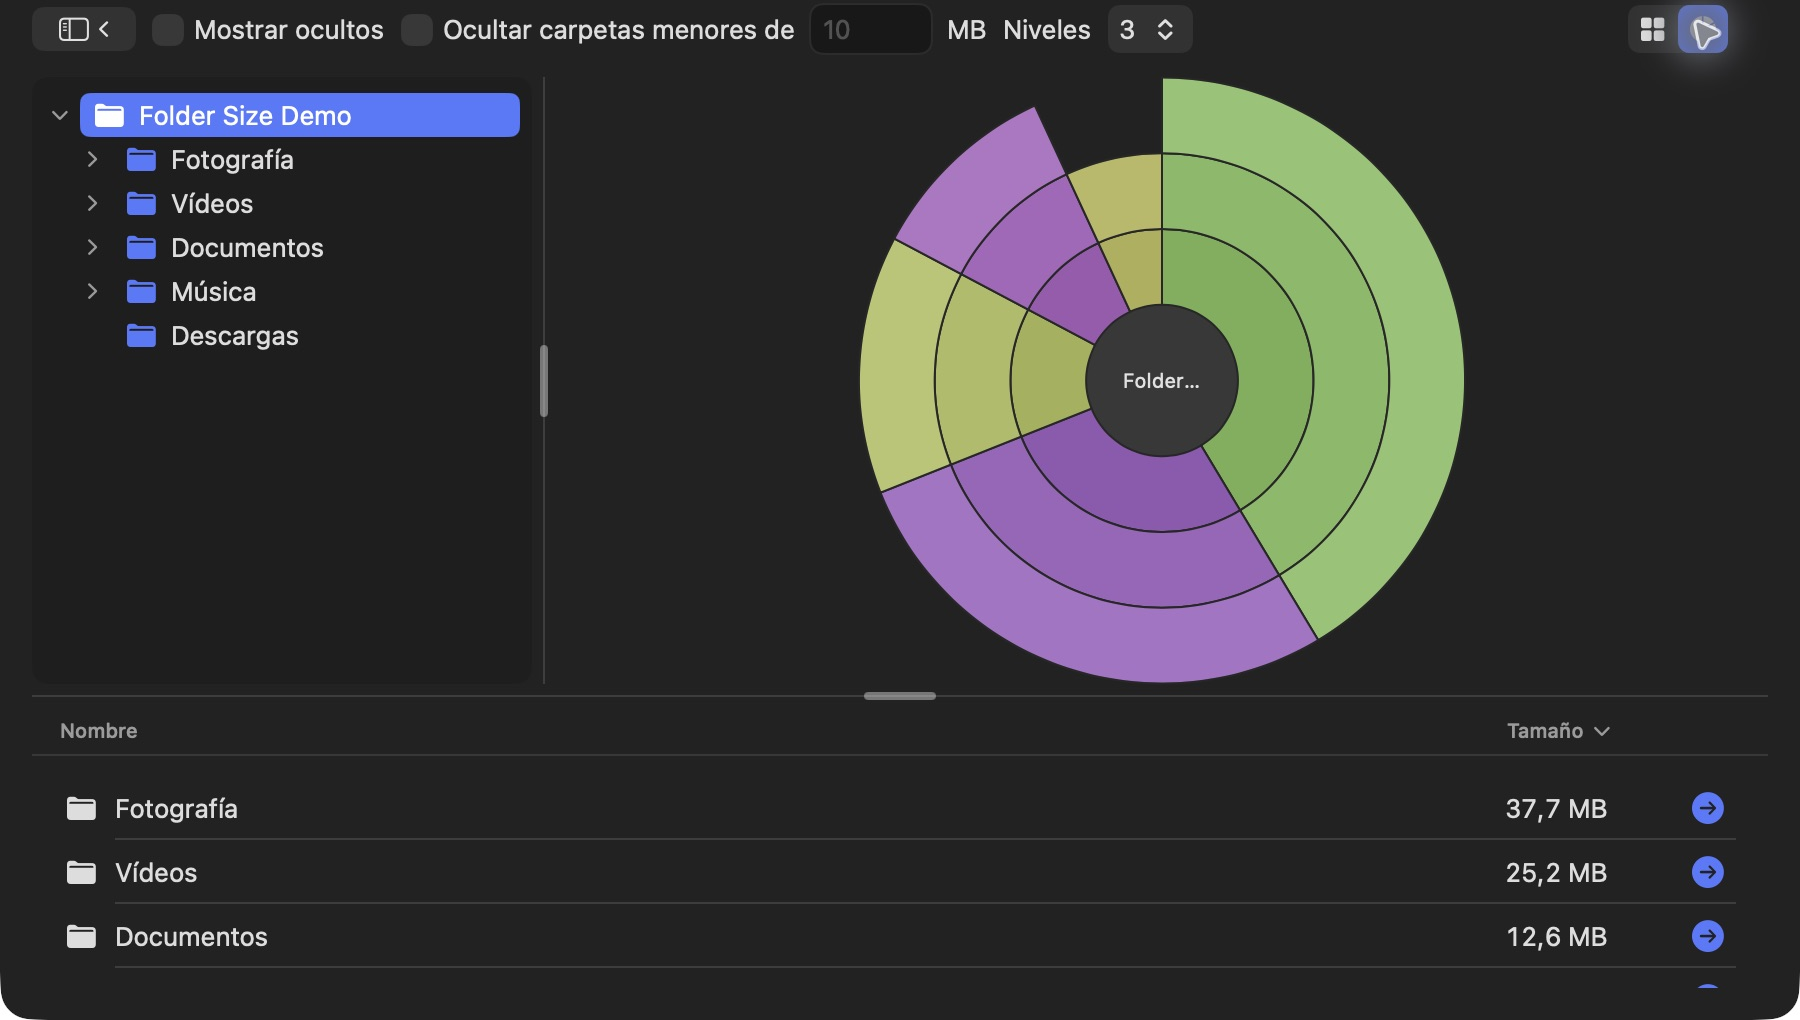 Mostrar ocultos Ocultar carpetas menores de 10 MB Niveles 3
Folder Size Demo
Fotografía
Vídeos
Documentos
Música
Descargas
Folder...
Nombre Tamaño
Fotografía 37,7 MB
Vídeos 25,2 MB
Documentos 12,6 MB